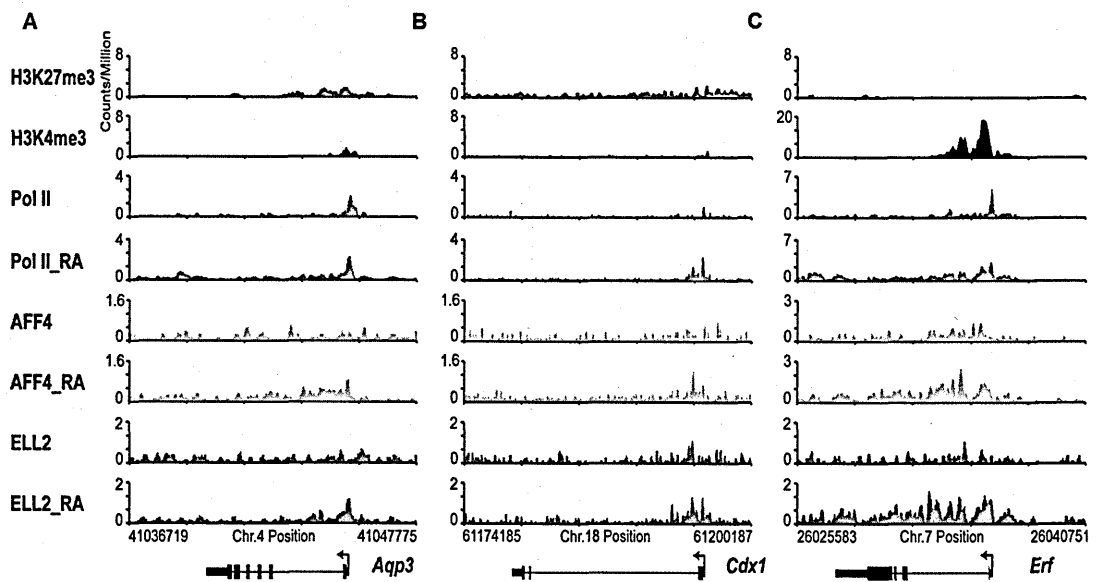 A B C
Counts/Million
H3K27me3 8 0 8 0 8 0
H3K4me3 8 0 8 0 20 0
Pol II 4 0 4 0 7 0
Pol II_RA 4 0 4 0 7 0
AFF4 1.6 0 1.6 0 3 0
AFF4_RA 1.6 0 1.6 0 3 0
ELL2 2 0 2 0 2 0
ELL2_RA 2 0 2 0 2 0
41036719 Chr.4 Position 41047775 61174185 Chr.18 Position 61200187 26025583 Chr.7 Position 26040751
Aqp3 Cdx1 Erf